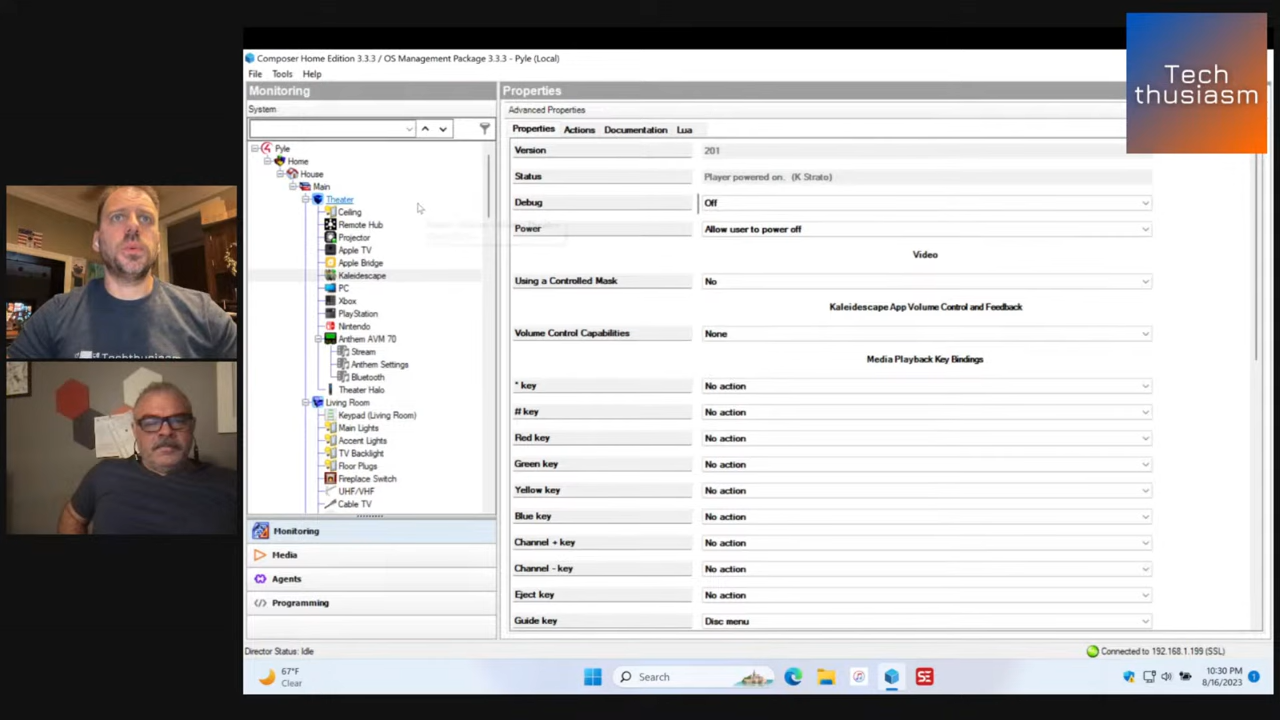 Composer Home Edition 3.3.3 / OS Management Package 3.3.3 - Pyle (Local)
File Tools Help
Tech
thusiasm
Monitoring
System
Pyle
Home
House
Main
Theater
Ceiling
Remote Hub
Projector
Apple TV
Apple Bridge
Kaleidescape
PC
Xbox
PlayStation
Nintendo
Anthem AVM 70
Stream
Anthem Settings
Bluetooth
Theater Halo
Living Room
Keypad (Living Room)
Main Lights
Accent Lights
TV Backlight
Floor Plugs
Fireplace Switch
UHF/VHF
Cable TV
Monitoring
Media
Agents
Programming
Properties
Advanced Properties
Properties Actions Documentation Lua
Version 201
Status Player powered on. (K Strato)
Debug Off
Power Allow user to power off
Video
Using a Controlled Mask No
Kaleidescape App Volume Control and Feedback
Volume Control Capabilities None
Media Playback Key Bindings
* key No action
# key No action
Red key No action
Green key No action
Yellow key No action
Blue key No action
Channel + key No action
Channel - key No action
Eject key No action
Guide key Disc menu
Director Status: Idle
Connected to 192.168.1.199 (SSL)
67°F
Clear
Search
SE
10:30 PM
8/16/2023
1
Techthusiasm